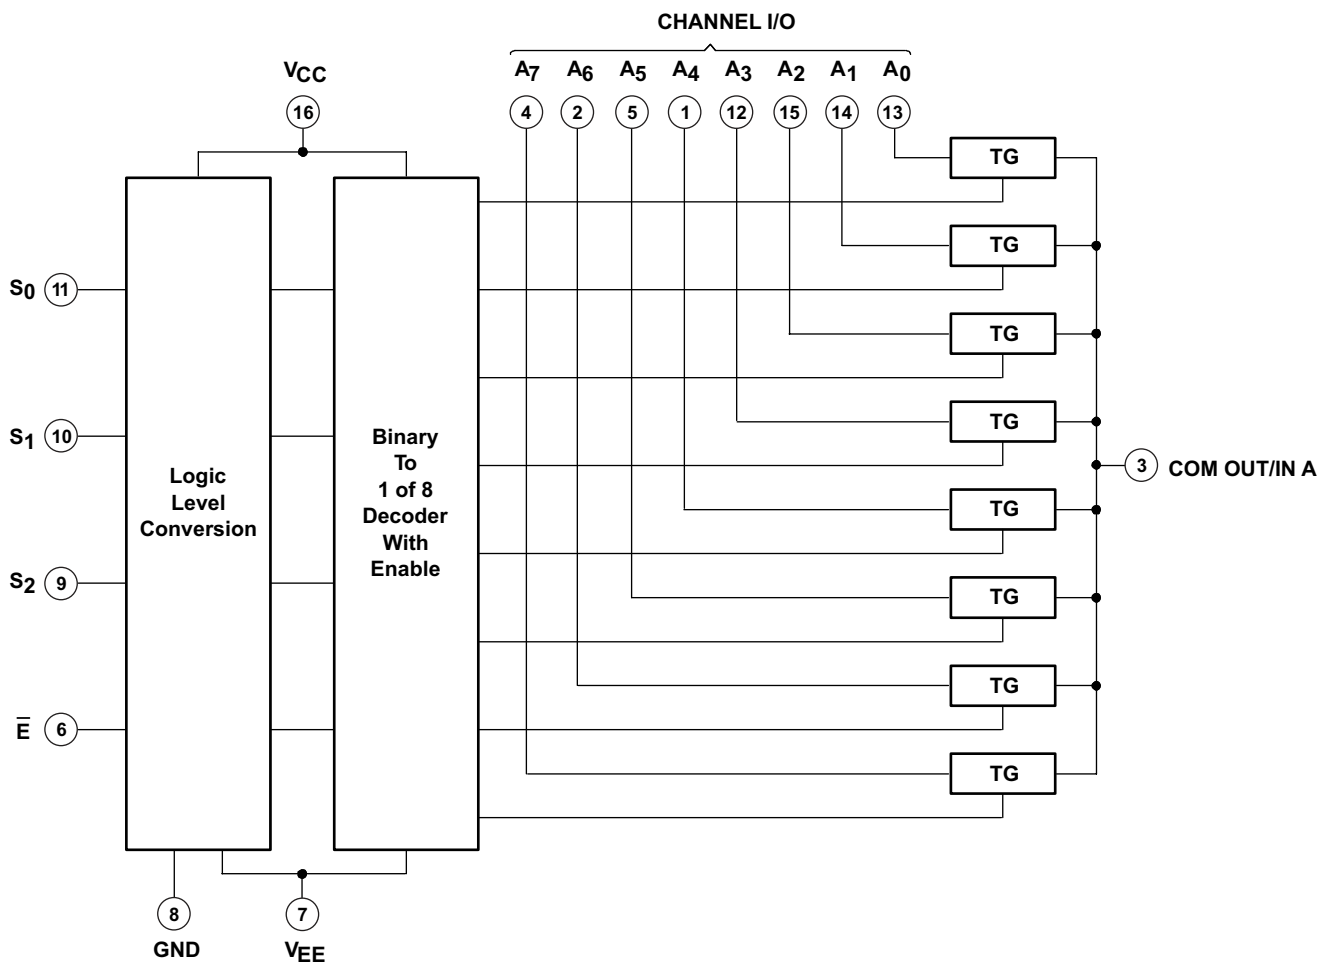 CHANNEL I/O
VCC
A7 A6 A5 A4 A3 A2 A1 A0
16
4 2 5 1 12 15 14 13
TG
TG
S0 11
TG
TG
S1 10
Binary
To
1 of 8
Decoder
With
Enable
Logic
Level
Conversion
3 COM OUT/IN A
TG
S2 9
TG
TG
E̅ 6
TG
8
GND
7
VEE